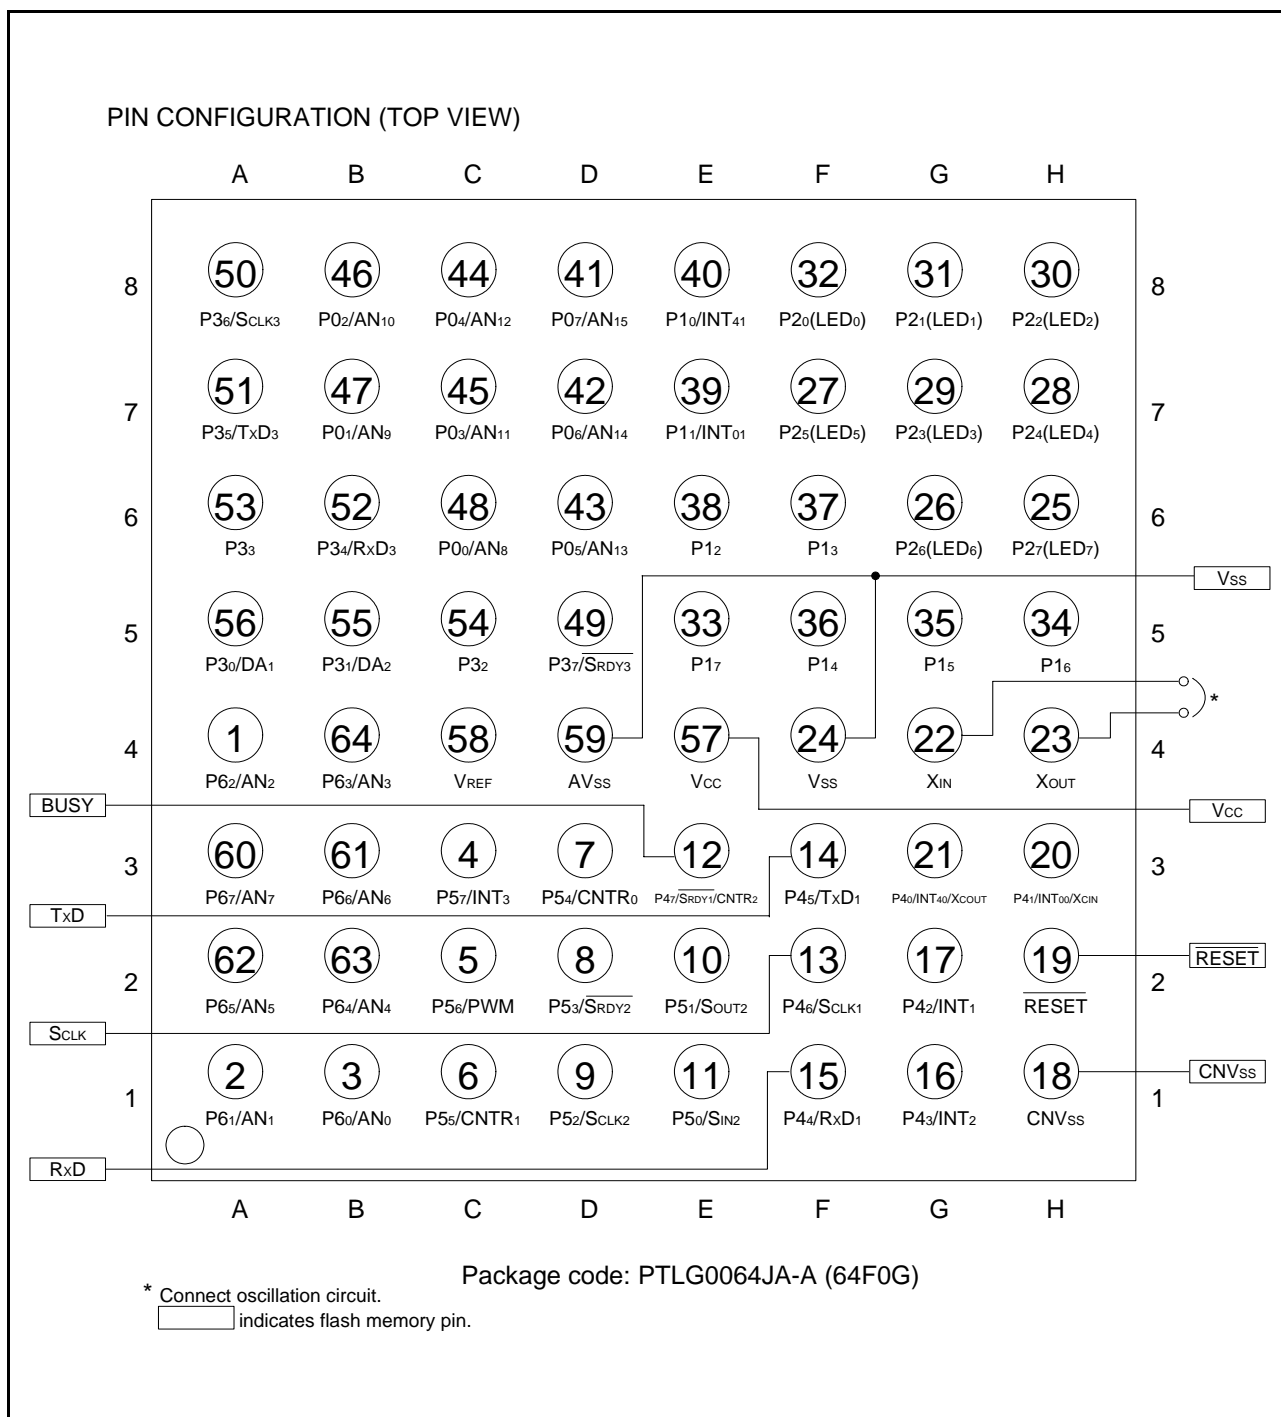 PIN CONFIGURATION (TOP VIEW)
A B C D E F G H
8 50 46 44 41 40 32 31 30 8
P36/SCLK3 P02/AN10 P04/AN12 P07/AN15 P10/INT41 P20(LED0) P21(LED1) P22(LED2)
7 51 47 45 42 39 27 29 28 7
P35/TxD3 P01/AN9 P03/AN11 P06/AN14 P11/INT01 P25(LED5) P23(LED3) P24(LED4)
6 53 52 48 43 38 37 26 25 6
P33 P34/RxD3 P00/AN8 P05/AN13 P12 P13 P26(LED6) P27(LED7)
Vss
5 56 55 54 49 33 36 35 34 5
P30/DA1 P31/DA2 P32 P37/SRDY3 P17 P14 P15 P16
*
4 1 64 58 59 57 24 22 23 4
P62/AN2 P63/AN3 VREF AVSS VCC VSS XIN XOUT
BUSY
Vcc
3 60 61 4 7 12 14 21 20 3
P67/AN7 P66/AN6 P57/INT3 P54/CNTR0 P47/SRDY1/CNTR2 P45/TxD1 P40/INT40/XCOUT P41/INT00/XCIN
TxD
2 62 63 5 8 10 13 17 19 2
RESET
P65/AN5 P64/AN4 P56/PWM P53/SRDY2 P51/SOUT2 P46/SCLK1 P42/INT1 RESET
SCLK
1 2 3 6 9 11 15 16 18 1
CNVss
P61/AN1 P60/AN0 P55/CNTR1 P52/SCLK2 P50/SIN2 P44/RxD1 P43/INT2 CNVss
RxD
A B C D E F G H
Package code: PTLG0064JA-A (64F0G)
* Connect oscillation circuit.
indicates flash memory pin.